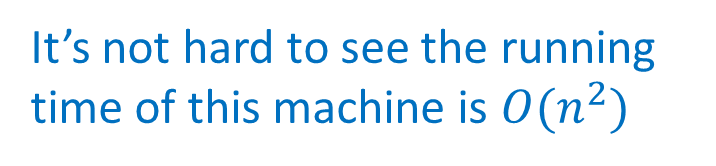 It’s not hard to see the running
time of this machine is O(n²)